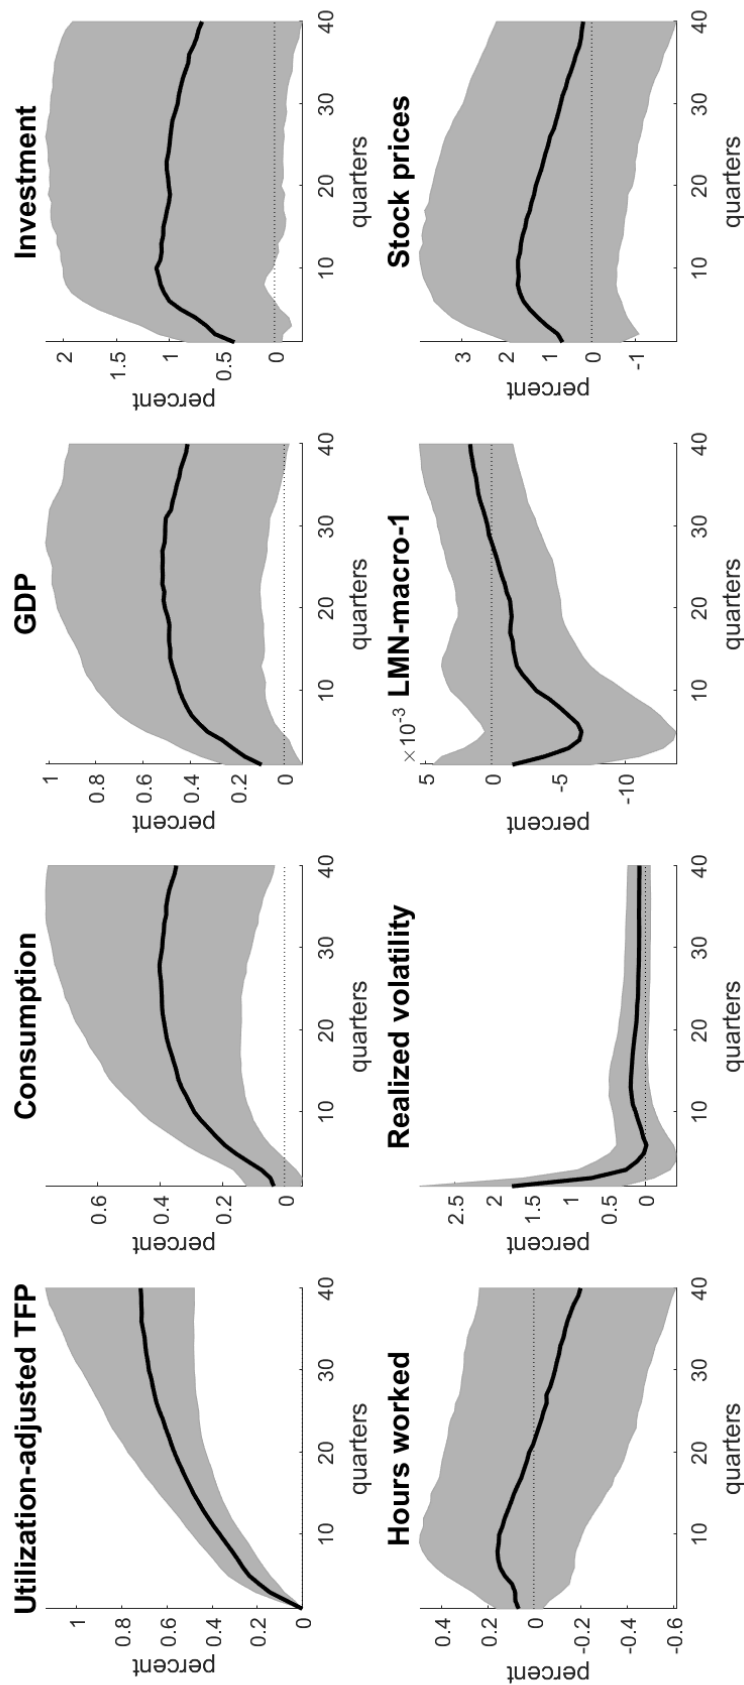 Utilization-adjusted TFP
percent
1
0.8
0.6
0.4
0.2
0
10 20 30 40
quarters
Consumption
percent
0.6
0.4
0.2
0
10 20 30 40
quarters
GDP
percent
1
0.8
0.6
0.4
0.2
0
10 20 30 40
quarters
Investment
percent
2
1.5
1
0.5
0
10 20 30 40
quarters
Hours worked
percent
0.4
0.2
0
-0.2
-0.4
-0.6
10 20 30 40
quarters
Realized volatility
percent
2.5
2
1.5
1
0.5
0
10 20 30 40
quarters
×10⁻³ LMN-macro-1
percent
5
0
-5
-10
10 20 30 40
quarters
Stock prices
percent
3
2
1
0
-1
10 20 30 40
quarters